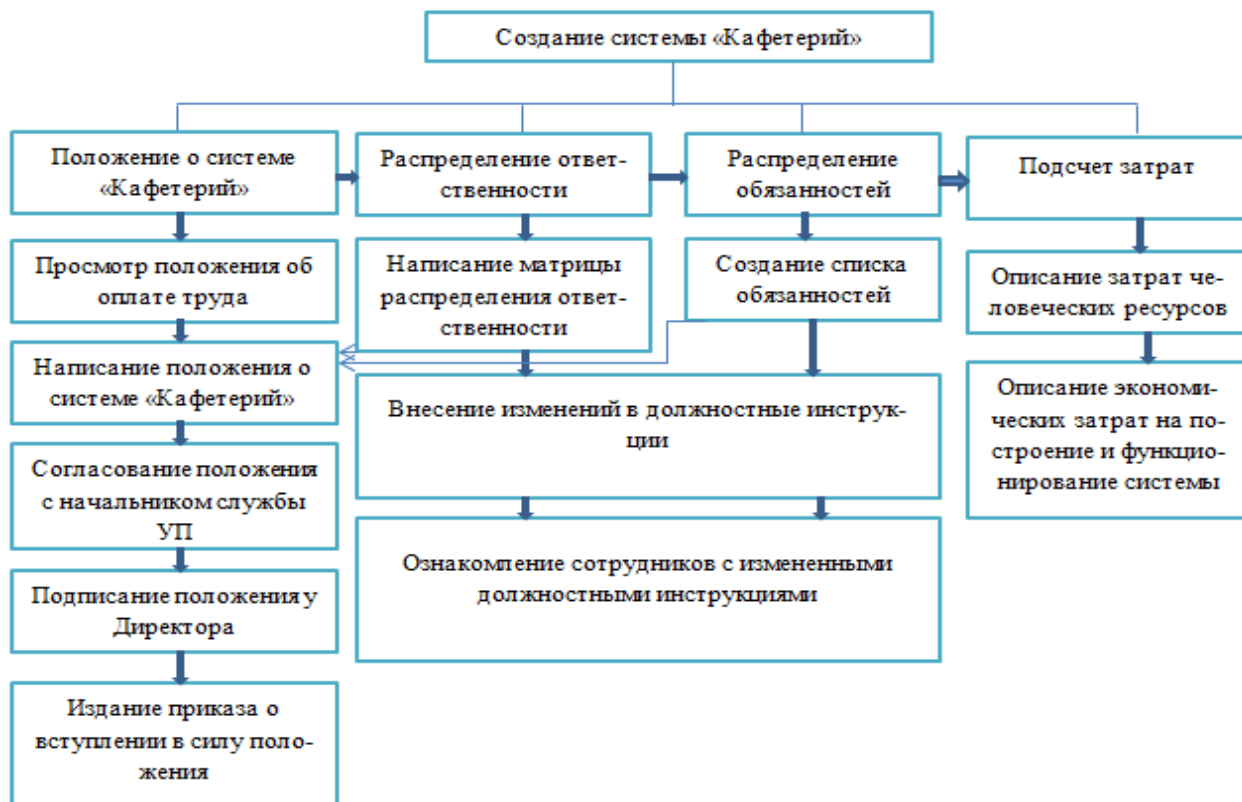 Создание системы «Кафетерий»
Положение о системе
«Кафетерий»
Распределение ответ-
ственности
Распределение
обязанностей
Подсчет затрат
Просмотр положения об
оплате труда
Написание матрицы
распределения ответ-
ственности
Создание списка
обязанностей
Описание затрат че-
ловеческих ресурсов
Написание положения о
системе «Кафетерий»
Внесение изменений в должностные инструк-
ции
Описание экономи-
ческих затрат на по-
строение и функцио-
нирование системы
Согласование положения
с начальником службы
УП
Ознакомление сотрудников с измененными
должностными инструкциями
Подписание положения у
Директора
Издание приказа о
вступлении в силу поло-
жения